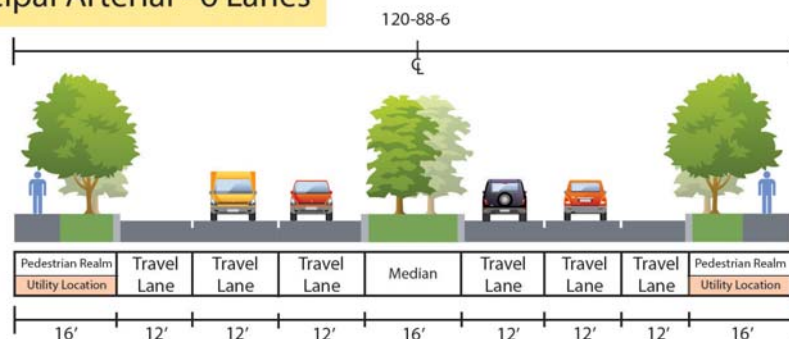 cipal Arterial - 6 Lanes
120-88-6
℄
Pedestrian Realm
Utility Location
Travel Lane
Travel Lane
Travel Lane
Median
Travel Lane
Travel Lane
Travel Lane
Pedestrian Realm
Utility Location
16' 12' 12' 12' 16' 12' 12' 12' 16'